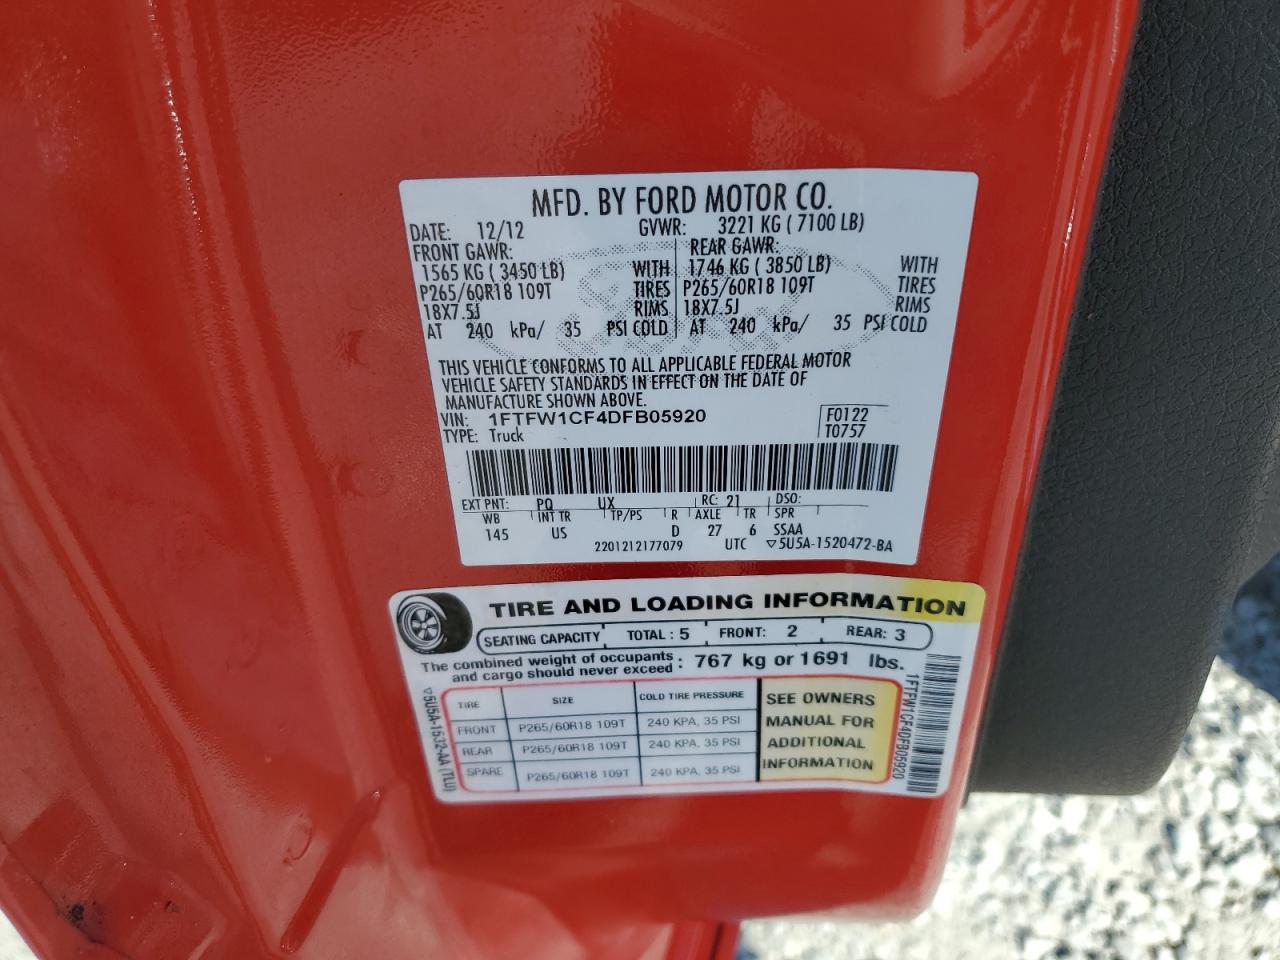 MFD. BY FORD MOTOR CO.
DATE: 12/12 GVWR: 3221 KG ( 7100 LB)
FRONT GAWR: REAR GAWR:
1565 KG ( 3450 LB) WITH 1746 KG ( 3850 LB) WITH
P265/60R18 109T TIRES P265/60R18 109T TIRES
18X7.5J RIMS 18X7.5J RIMS
AT 240 kPa/ 35 PSI COLD AT 240 kPa/ 35 PSI COLD
THIS VEHICLE CONFORMS TO ALL APPLICABLE FEDERAL MOTOR
VEHICLE SAFETY STANDARDS IN EFFECT ON THE DATE OF
MANUFACTURE SHOWN ABOVE.
VIN: 1FTFW1CF4DFB05920 F0122
TYPE: Truck T0757
EXT PNT: PQ UX RC: 21 DSO:
WB INT TR TP/PS R AXLE TR SPR
145 US D 27 6 SSAA
2201212177079 UTC ▽5U5A-1520472-BA
TIRE AND LOADING INFORMATION
SEATING CAPACITY TOTAL : 5 FRONT: 2 REAR: 3
The combined weight of occupants
and cargo should never exceed : 767 kg or 1691 lbs.
TIRE SIZE COLD TIRE PRESSURE
FRONT P265/60R18 109T 240 KPA, 35 PSI
REAR P265/60R18 109T 240 KPA, 35 PSI
SPARE P265/60R18 109T 240 KPA, 35 PSI
SEE OWNERS
MANUAL FOR
ADDITIONAL
INFORMATION
▽5U5A-1532-AA (TLU)
1FTFW1CF4DFB05920